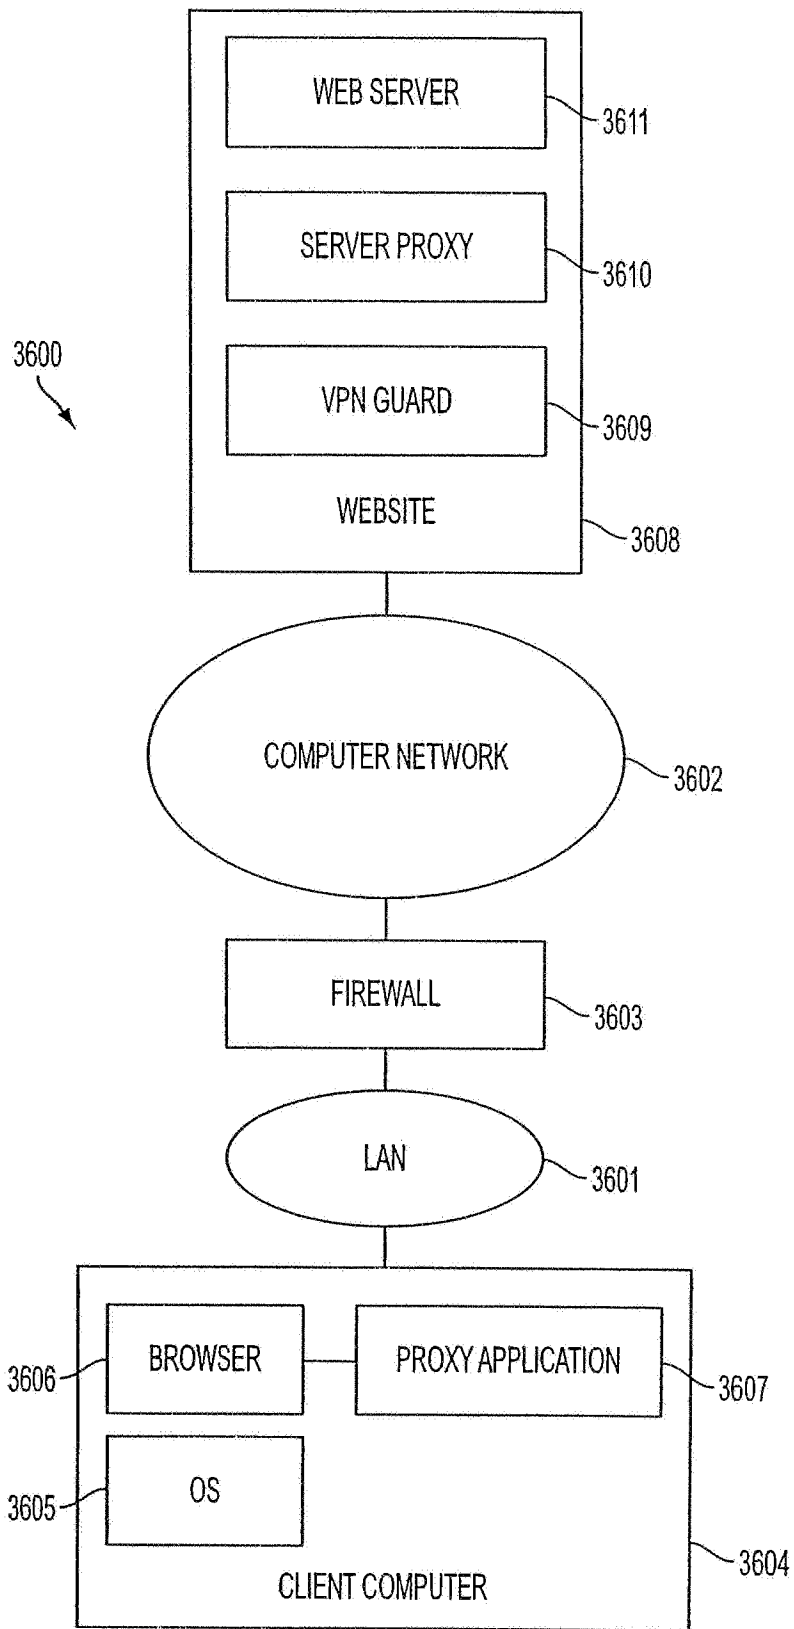 WEB SERVER
3611
SERVER PROXY
3610
3600
VPN GUARD
3609
WEBSITE
3608
COMPUTER NETWORK
3602
FIREWALL
3603
LAN
3601
BROWSER
PROXY APPLICATION
3606
3607
OS
3605
3604
CLIENT COMPUTER